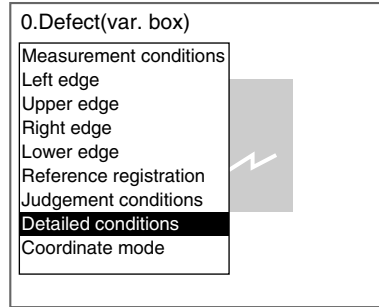 0.Defect(var. box)
Measurement conditions
Left edge
Upper edge
Right edge
Lower edge
Reference registration
Judgement conditions
Detailed conditions
Coordinate mode